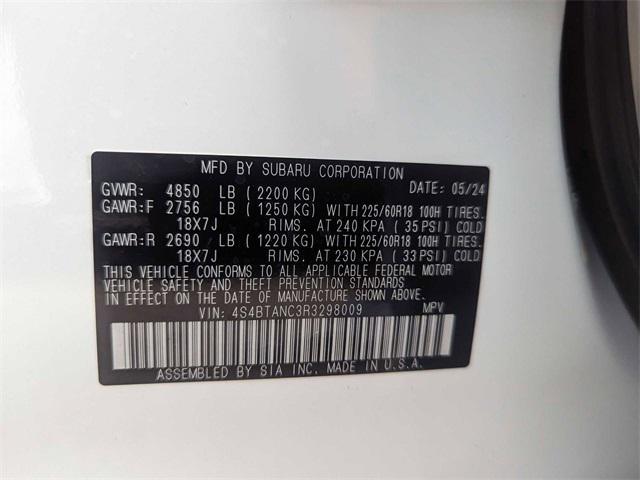 MFD BY SUBARU CORPORATION
GVWR: 4850 LB (2200 KG) DATE: 05/24
GAWR:F 2756 LB (1250 KG) WITH 225/60R18 100H TIRES.
18X7J RIMS. AT 240 KPA (35 PSI) COLD
GAWR:R 2690 LB (1220 KG) WITH 225/60R18 100H TIRES.
18X7J RIMS. AT 230 KPA (33 PSI) COLD
THIS VEHICLE CONFORMS TO ALL APPLICABLE FEDERAL MOTOR
VEHICLE SAFETY AND THEFT PREVENTION STANDARDS
IN EFFECT ON THE DATE OF MANUFACTURE SHOWN ABOVE.
VIN: 4S4BTANC3R3298009 MPV
ASSEMBLED BY SIA INC. MADE IN U.S.A.